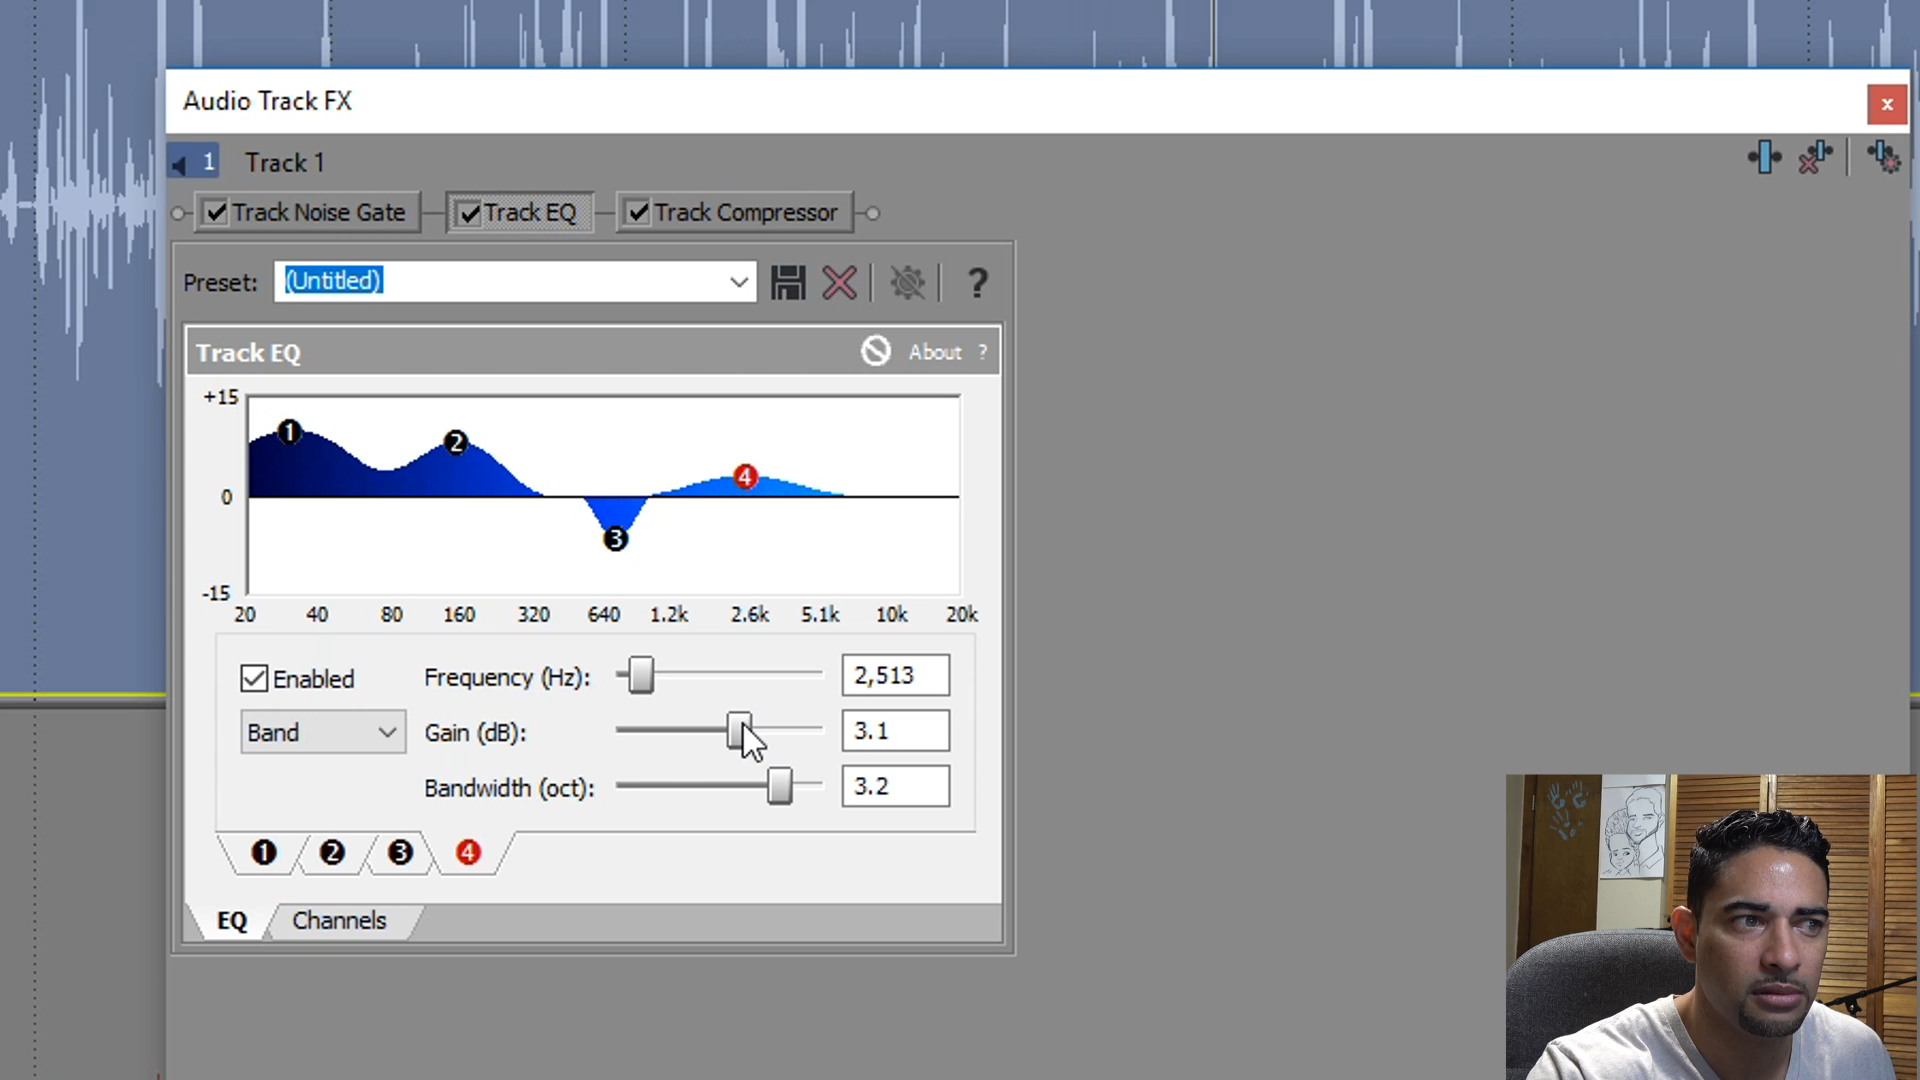 Audio Track FX
x
1 Track 1
Track Noise Gate Track EQ Track Compressor
Preset: (Untitled) ?
Track EQ About ?
+15
1 2 4
0
3
-15
20 40 80 160 320 640 1.2k 2.6k 5.1k 10k 20k
Enabled Frequency (Hz): 2,513
Band Gain (dB): 3.1
Bandwidth (oct): 3.2
1 2 3 4
EQ Channels